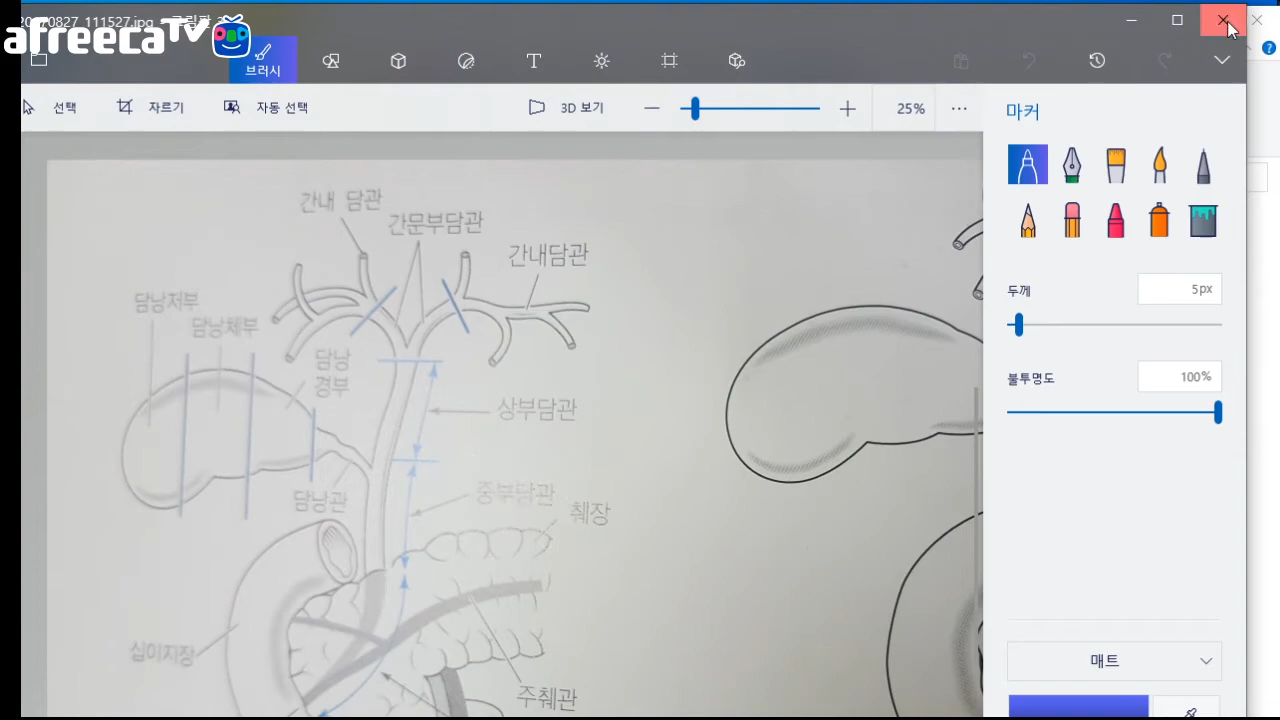 0827_111527.jpg - 그림판 3
afreecaTV
브러시
선택
자르기
자동 선택
3D 보기
25%
마커
두께
5px
불투명도
100%
매트
간내 담관
간문부담관
간내담관
담낭저부
담낭체부
담낭
경부
상부담관
담낭관
중부담관
췌장
십이지장
주췌관